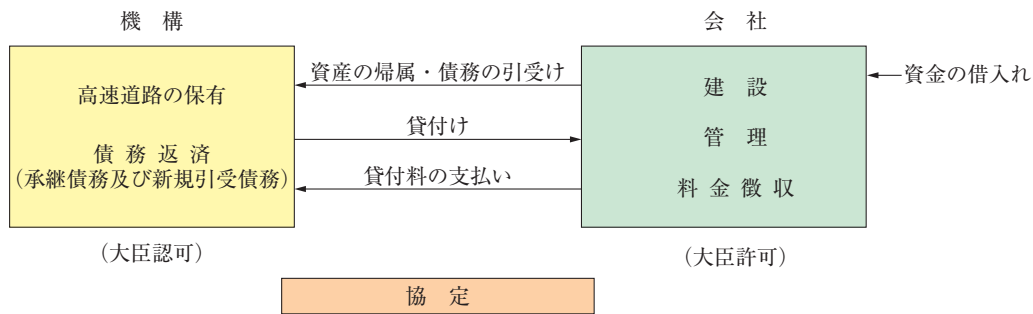 機 構
会 社
高速道路の保有
債 務 返 済
(承継債務及び新規引受債務)
資産の帰属・債務の引受け
貸付け
貸付料の支払い
建 設
管 理
料 金 徴 収
資金の借入れ
(大臣認可)
(大臣許可)
協 定